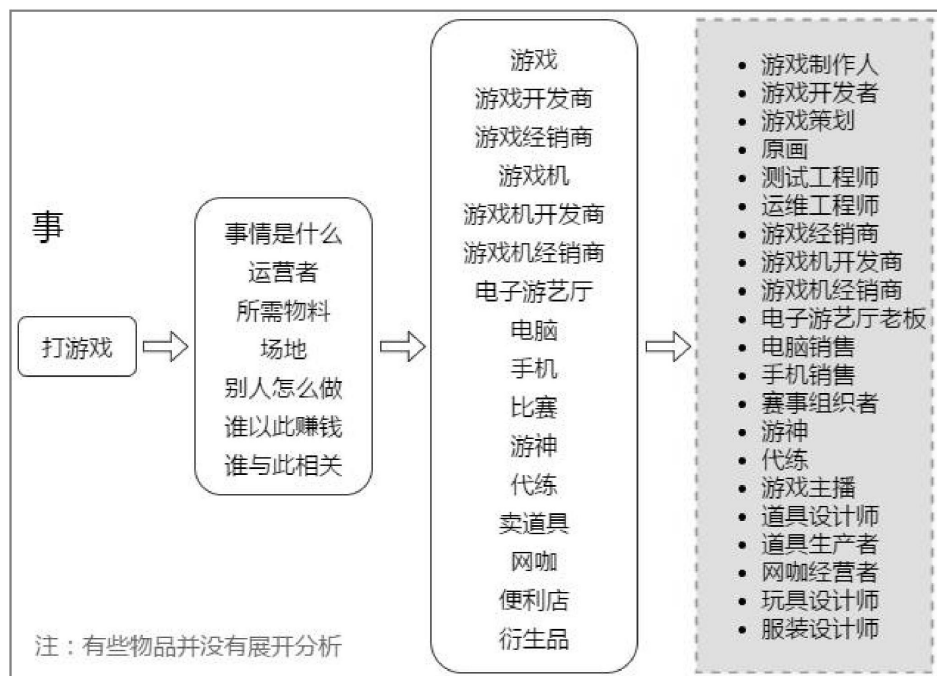 事
打游戏
事情是什么
运营者
所需物料
场地
别人怎么做
谁以此赚钱
谁与此相关
游戏
游戏开发商
游戏经销商
游戏机
游戏机开发商
游戏机经销商
电子游艺厅
电脑
手机
比赛
游神
代练
卖道具
网咖
便利店
衍生品
• 游戏制作人
• 游戏开发者
• 游戏策划
• 原画
• 测试工程师
• 运维工程师
• 游戏经销商
• 游戏机开发商
• 游戏机经销商
• 电子游艺厅老板
• 电脑销售
• 手机销售
• 赛事组织者
• 游神
• 代练
• 游戏主播
• 道具设计师
• 道具生产者
• 网咖经营者
• 玩具设计师
• 服装设计师
注：有些物品并没有展开分析